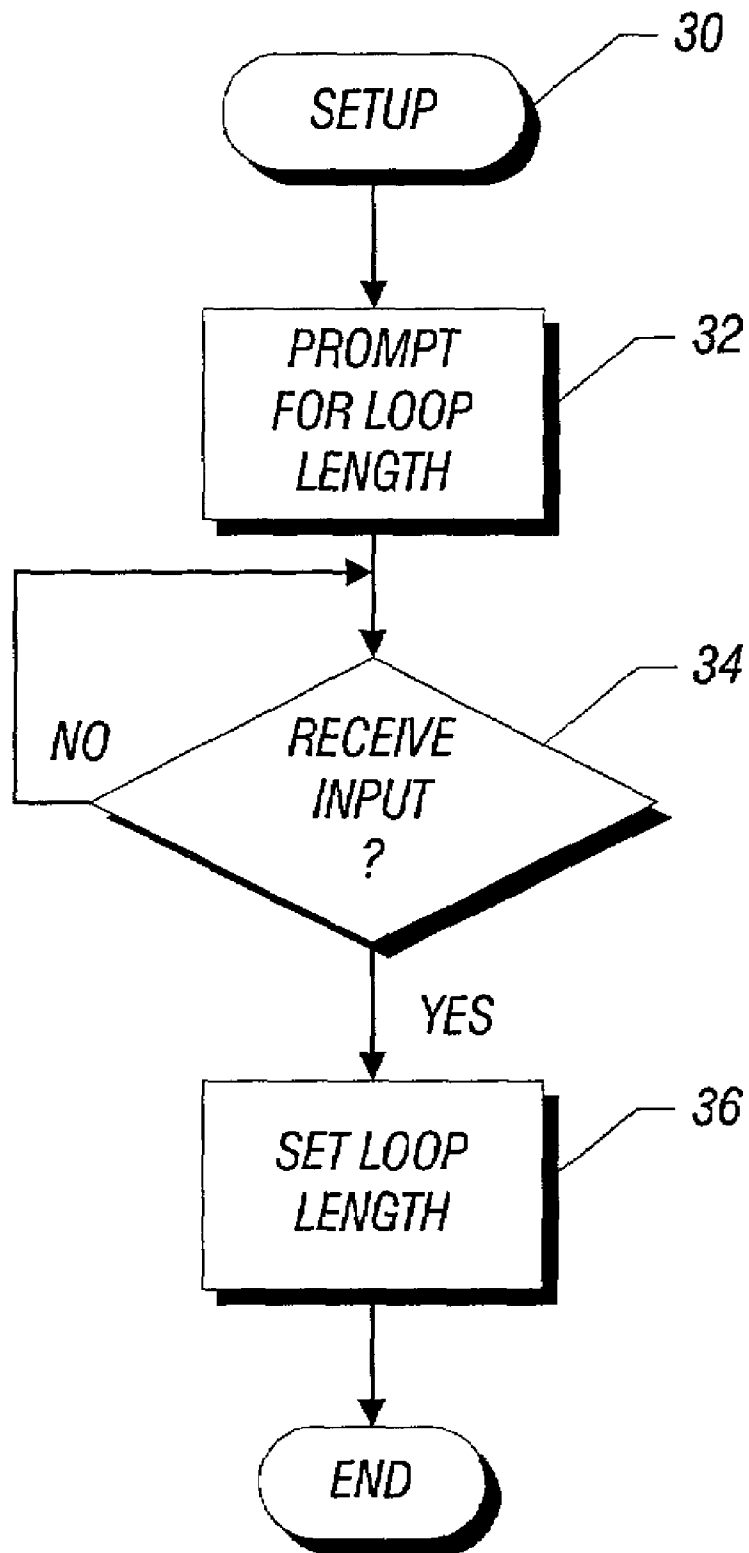 30
SETUP
PROMPT
FOR LOOP
LENGTH
32
34
NO
RECEIVE
INPUT
?
YES
SET LOOP
LENGTH
36
END